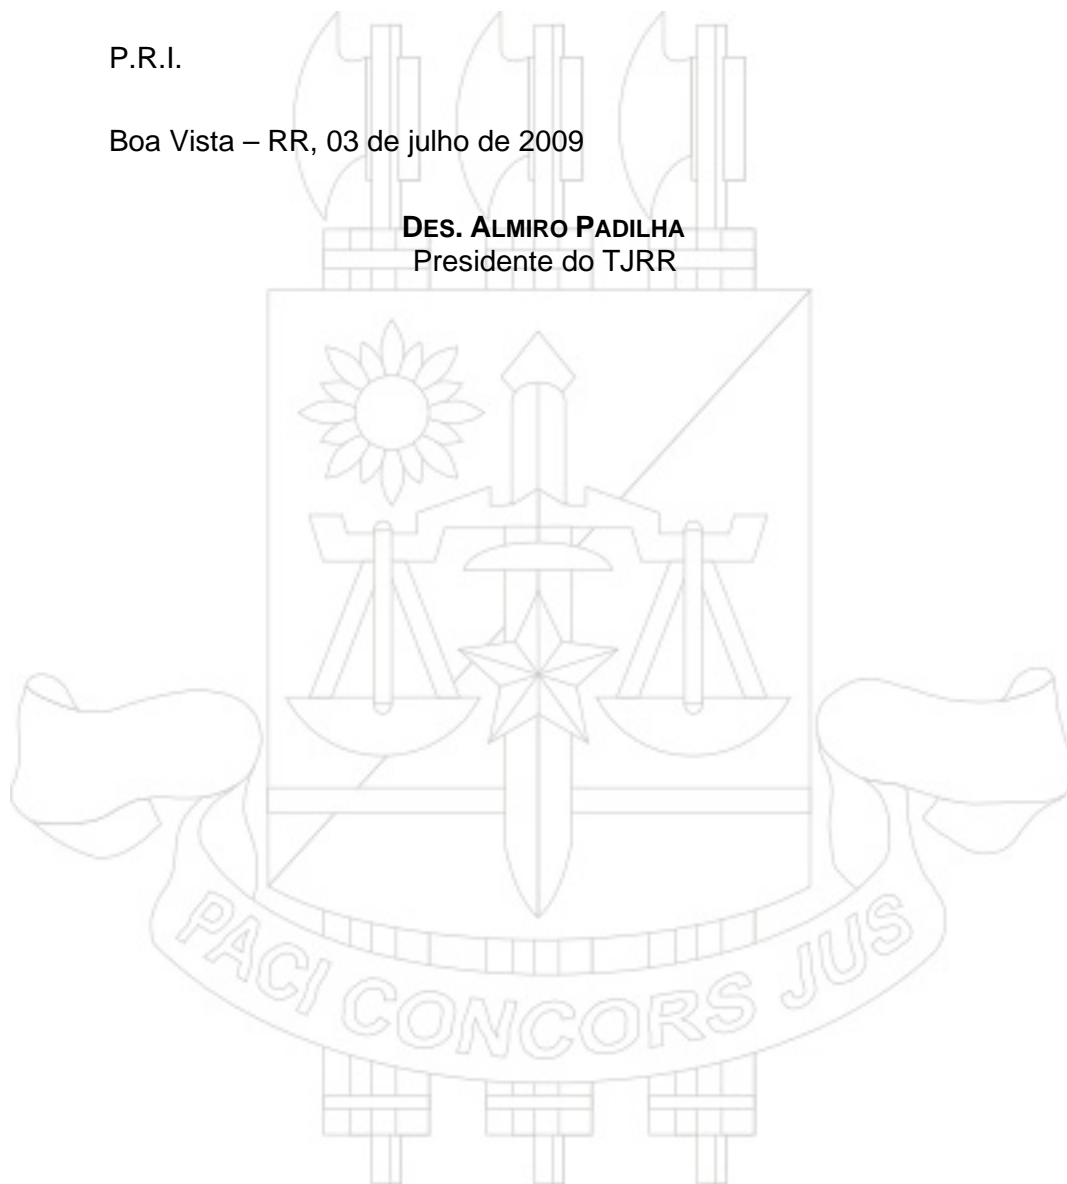 P.R.I.
Boa Vista – RR, 03 de julho de 2009
DES. ALMIRO PADILHA
Presidente do TJRR
PACI CONCORS JUS